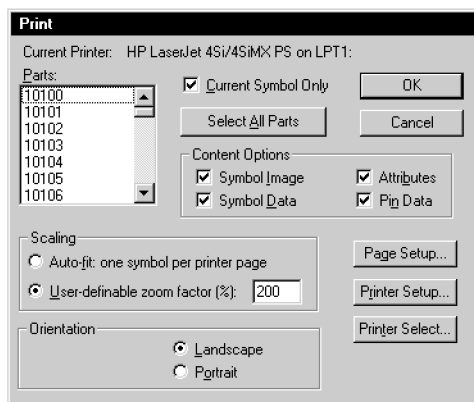 Print
Current Printer: HP LaserJet 4Si/4SiMX PS on LPT1:
Parts:
10100
10101
10102
10103
10104
10105
10106
Current Symbol Only
OK
Select All Parts
Cancel
Content Options
Symbol Image
Attributes
Symbol Data
Pin Data
Scaling
Auto-fit: one symbol per printer page
User-definable zoom factor (%): 200
Page Setup...
Printer Setup...
Printer Select...
Orientation
Landscape
Portrait